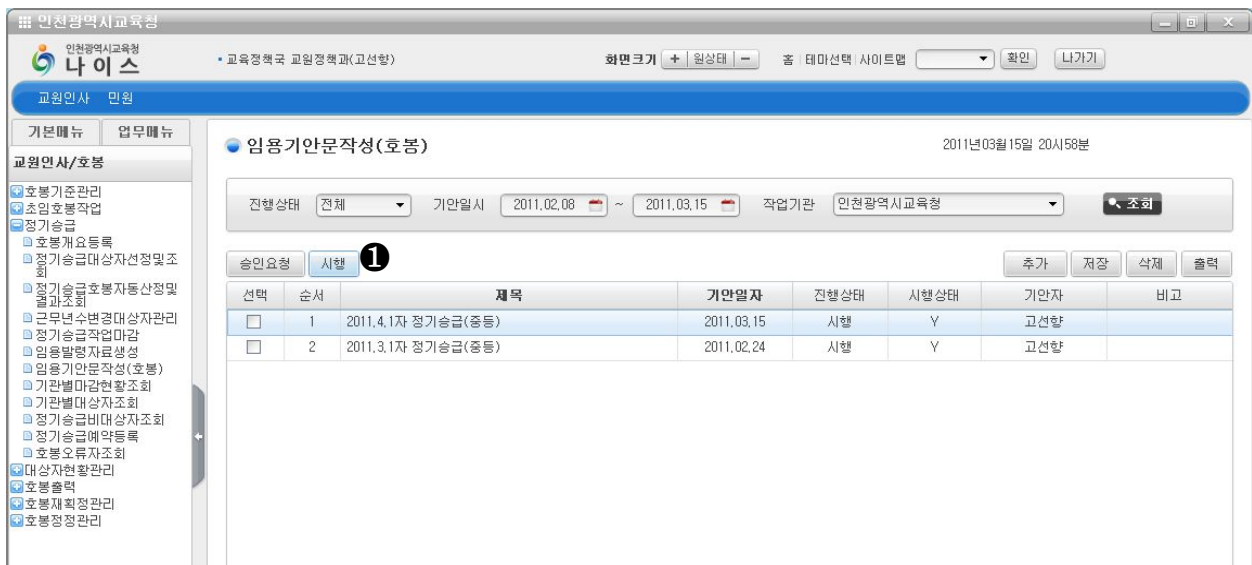 인천광역시교육청
인천광역시교육청
나이스
교육정책국 교원정책과(고선향)
화면크기 + 원상태 -
홈 | 테마선택 | 사이트맵
확인
나가기
교원인사 민원
기본메뉴 업무메뉴
교원인사/호봉
호봉기준관리
초임호봉작업
정기승급
호봉개요등록
정기승급대상자선정및조
회
정기승급호봉자동산정및
결과조회
근무년수변경대상자관리
정기승급작업마감
임용발령자료생성
임용기안문작성(호봉)
기관별마감현황조회
기관별대상자조회
정기승급비대상자조회
정기승급예약등록
호봉오류자조회
대상자현황관리
호봉출력
호봉재획정관리
호봉정정관리
임용기안문작성(호봉)
2011년03월15일 20시58분
진행상태 전체 기안일시 2011.02.08 ~ 2011.03.15 작업기관 인천광역시교육청 조회
승인요청 시행 ❶ 추가 저장 삭제 출력
선택 순서 제목 기안일자 진행상태 시행상태 기안자 비고
1 2011.4.1자 정기승급(중등) 2011.03.15 시행 Y 고선향
2 2011.3.1자 정기승급(중등) 2011.02.24 시행 Y 고선향